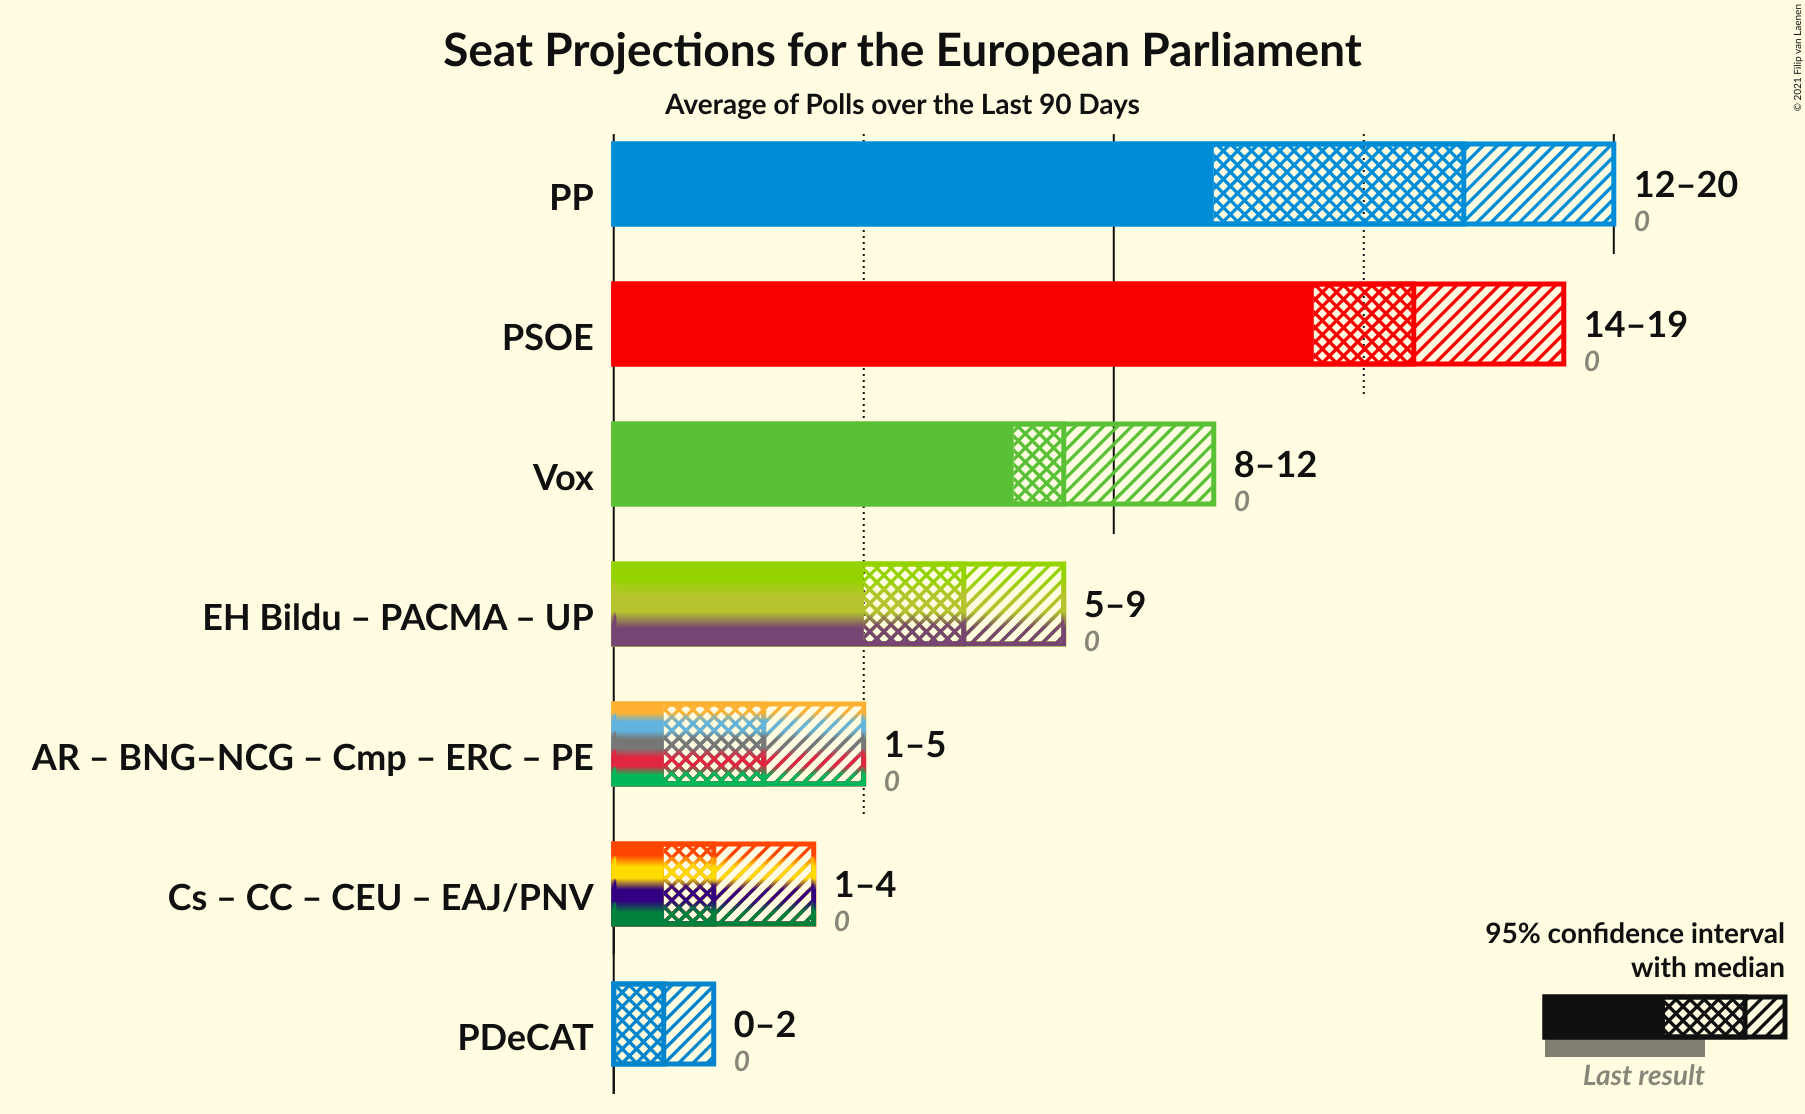 Seat Projections for the European Parliament
Average of Polls over the Last 90 Days
© 2021 Filip van Laenen
PP
12–20
0
PSOE
14–19
0
Vox
8–12
0
EH Bildu – PACMA – UP
5–9
0
AR – BNG–NCG – Cmp – ERC – PE
1–5
0
Cs – CC – CEU – EAJ/PNV
1–4
0
PDeCAT
0–2
0
95% confidence interval
with median
Last result